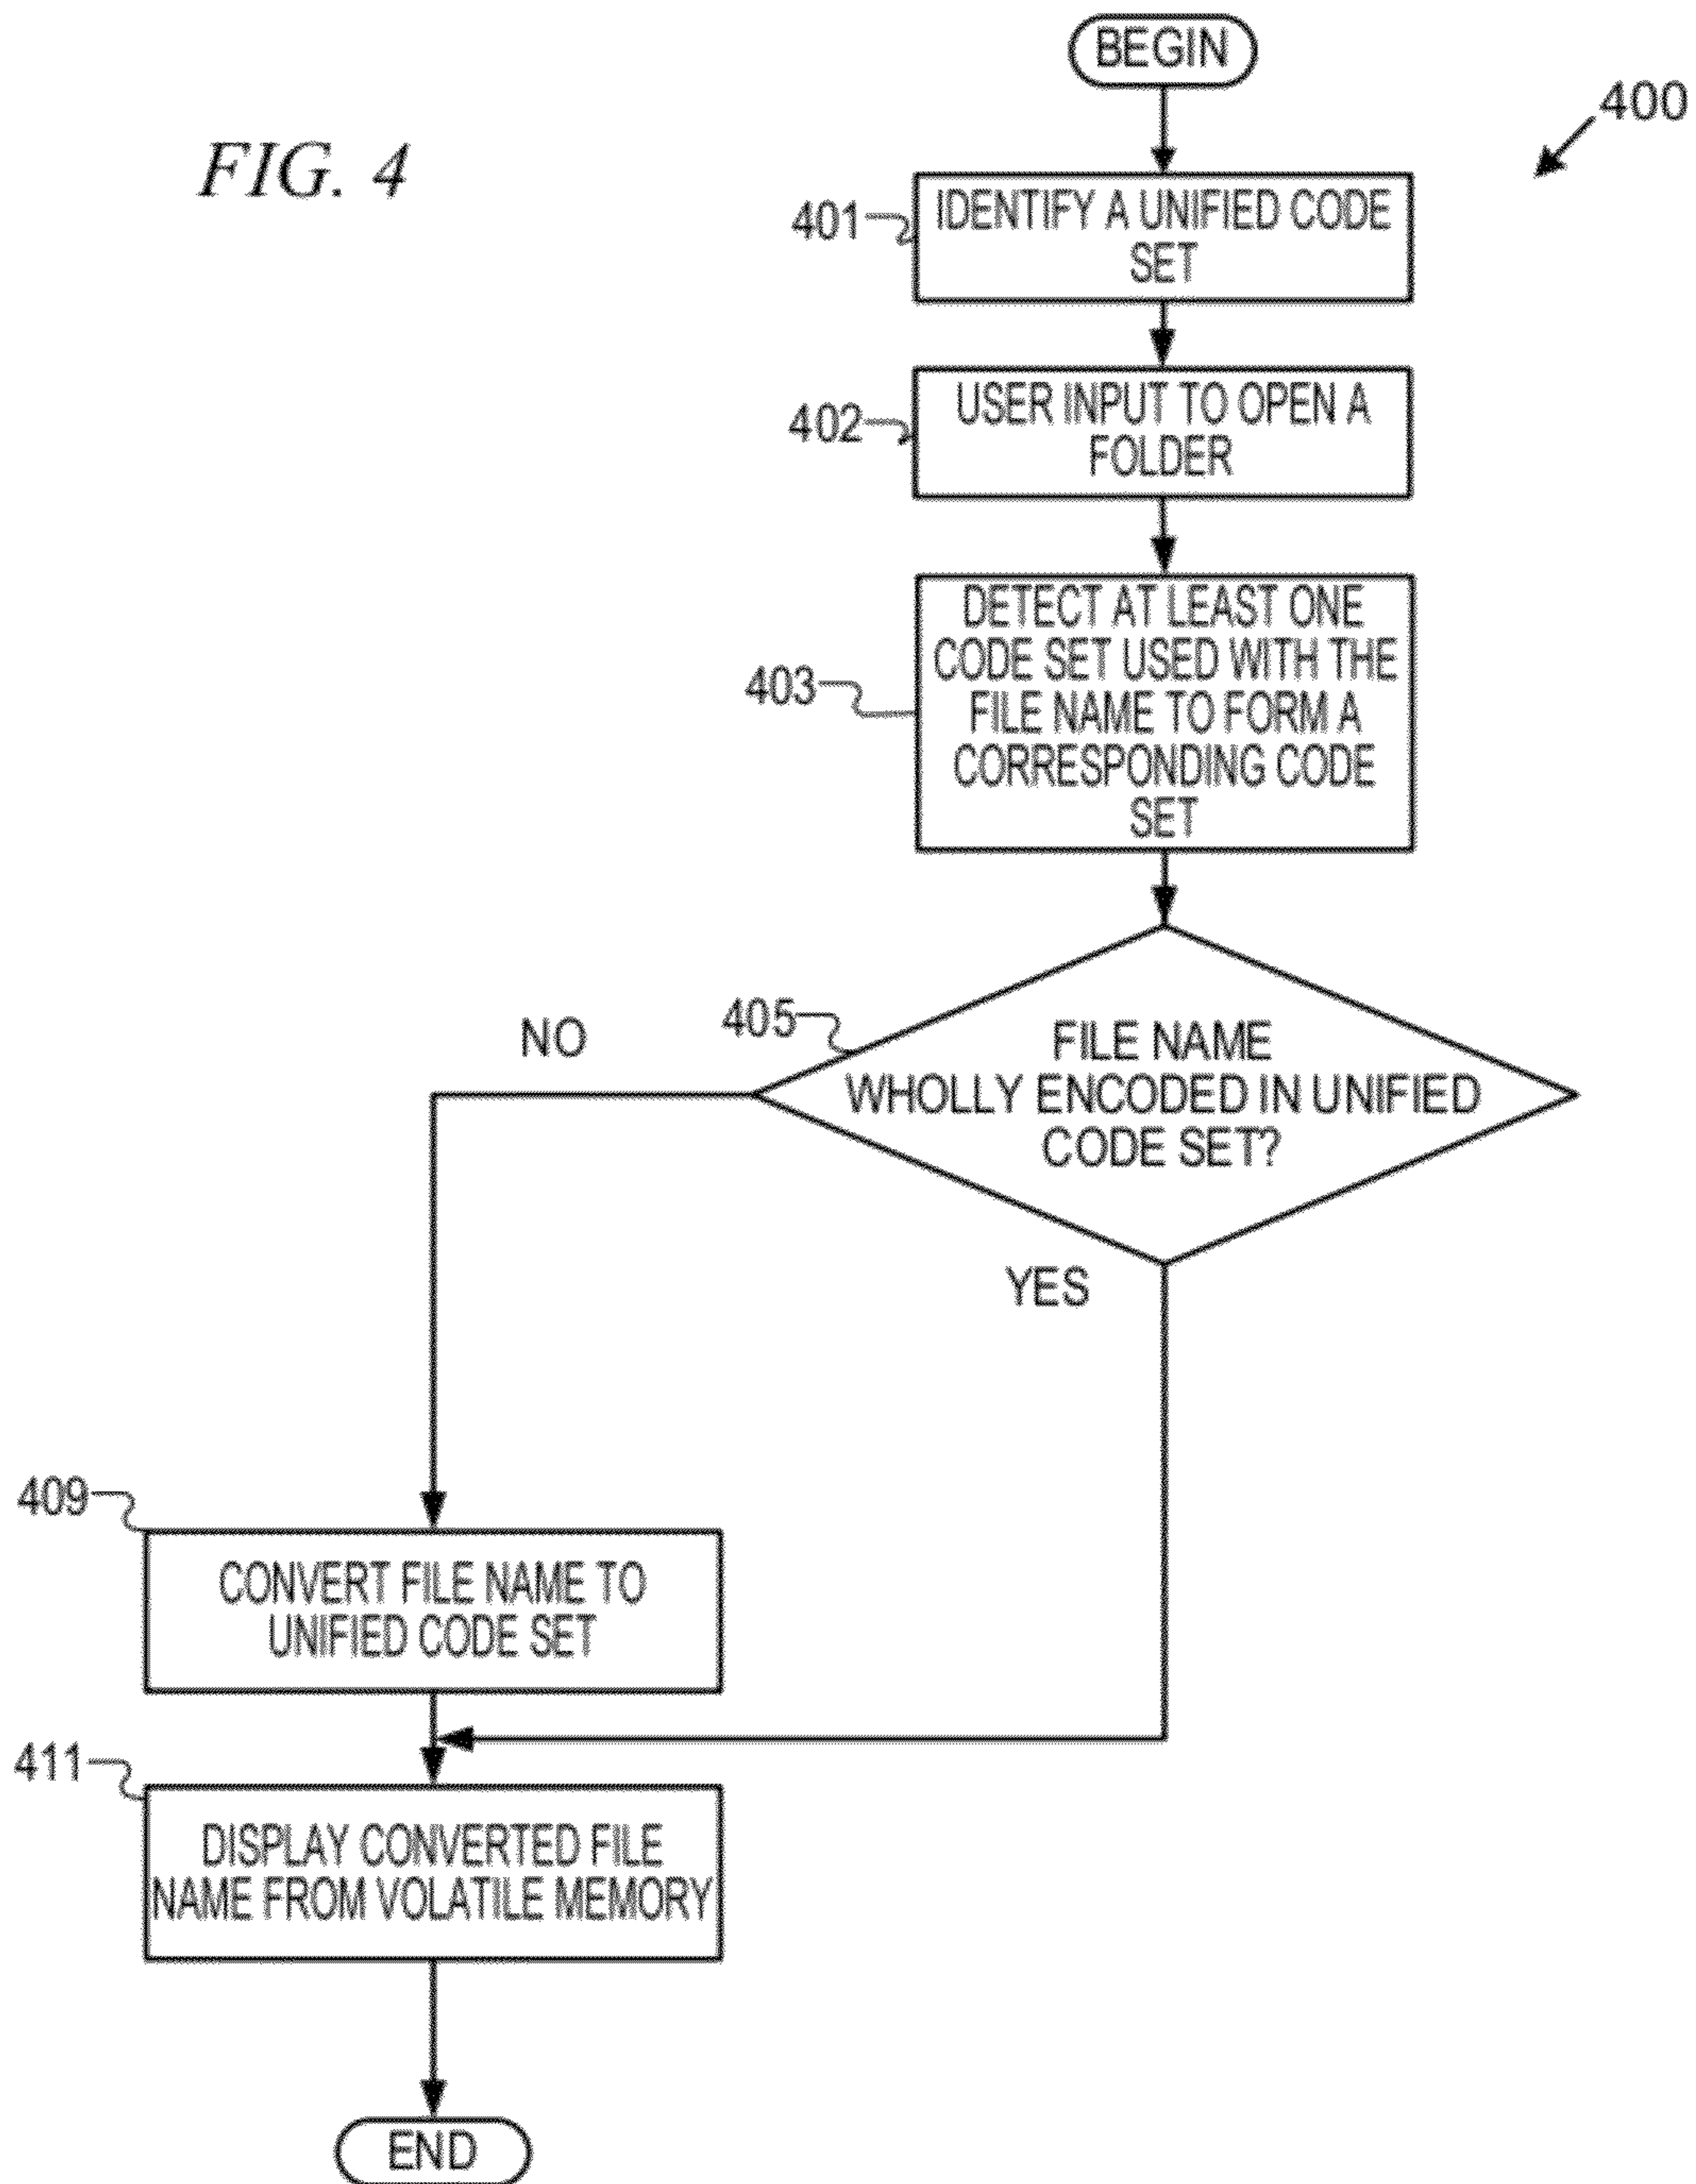 BEGIN
400
FIG. 4
401
IDENTIFY A UNIFIED CODE
SET
402
USER INPUT TO OPEN A
FOLDER
403
DETECT AT LEAST ONE
CODE SET USED WITH THE
FILE NAME TO FORM A
CORRESPONDING CODE
SET
405
NO
FILE NAME
WHOLLY ENCODED IN UNIFIED
CODE SET?
YES
409
CONVERT FILE NAME TO
UNIFIED CODE SET
411
DISPLAY CONVERTED FILE
NAME FROM VOLATILE MEMORY
END